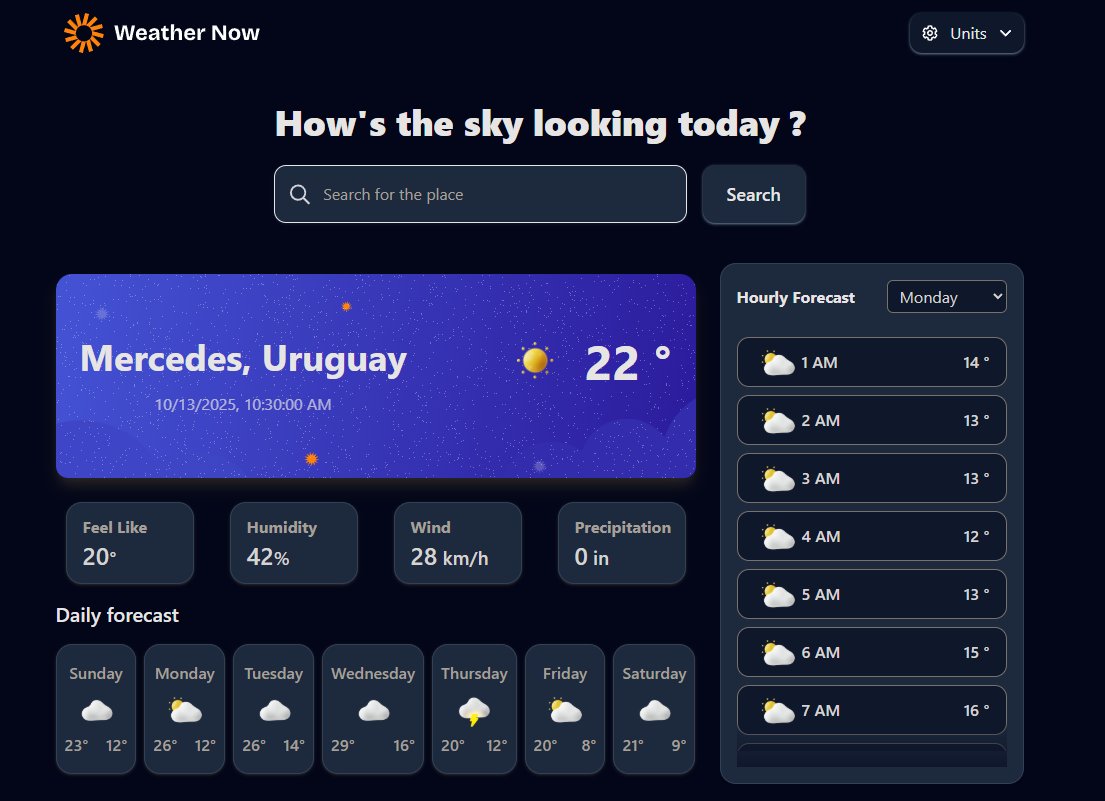 Weather Now
Units
How's the sky looking today ?
Search for the place
Search
Mercedes, Uruguay
10/13/2025, 10:30:00 AM
22 °
Feel Like
20°
Humidity
42%
Wind
28 km/h
Precipitation
0 in
Daily forecast
Sunday
23° 12°
Monday
26° 12°
Tuesday
26° 14°
Wednesday
29° 16°
Thursday
20° 12°
Friday
20° 8°
Saturday
21° 9°
Hourly Forecast
Monday
1 AM 14 °
2 AM 13 °
3 AM 13 °
4 AM 12 °
5 AM 13 °
6 AM 15 °
7 AM 16 °